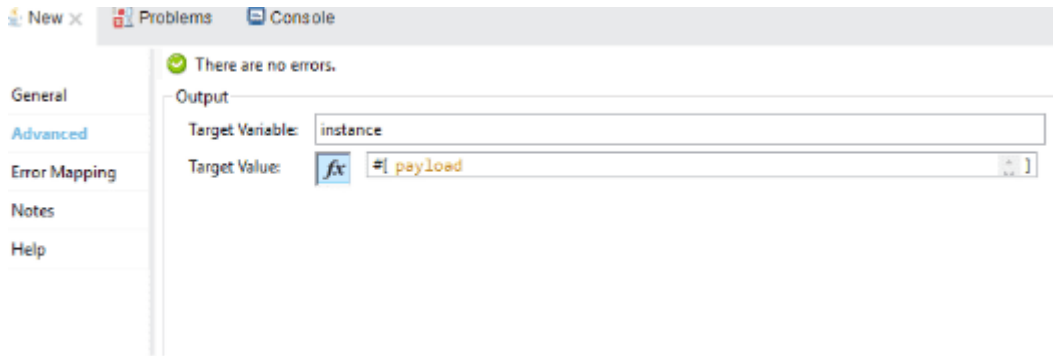 New Problems Console
There are no errors.
General
Output
Advanced
Target Variable: instance
Error Mapping
Target Value: fx #[ payload ]
Notes
Help